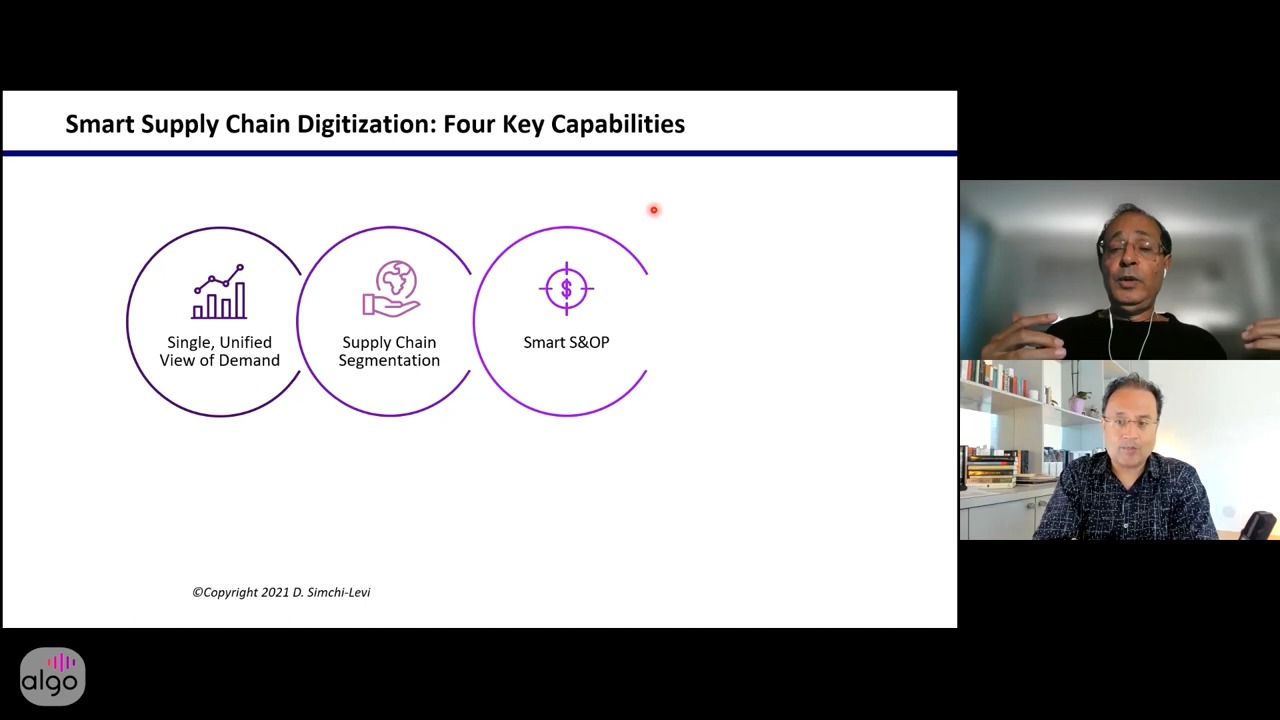 Smart Supply Chain Digitization: Four Key Capabilities
Single, Unified
View of Demand
Supply Chain
Segmentation
$
Smart S&OP
©Copyright 2021 D. Simchi-Levi
algo